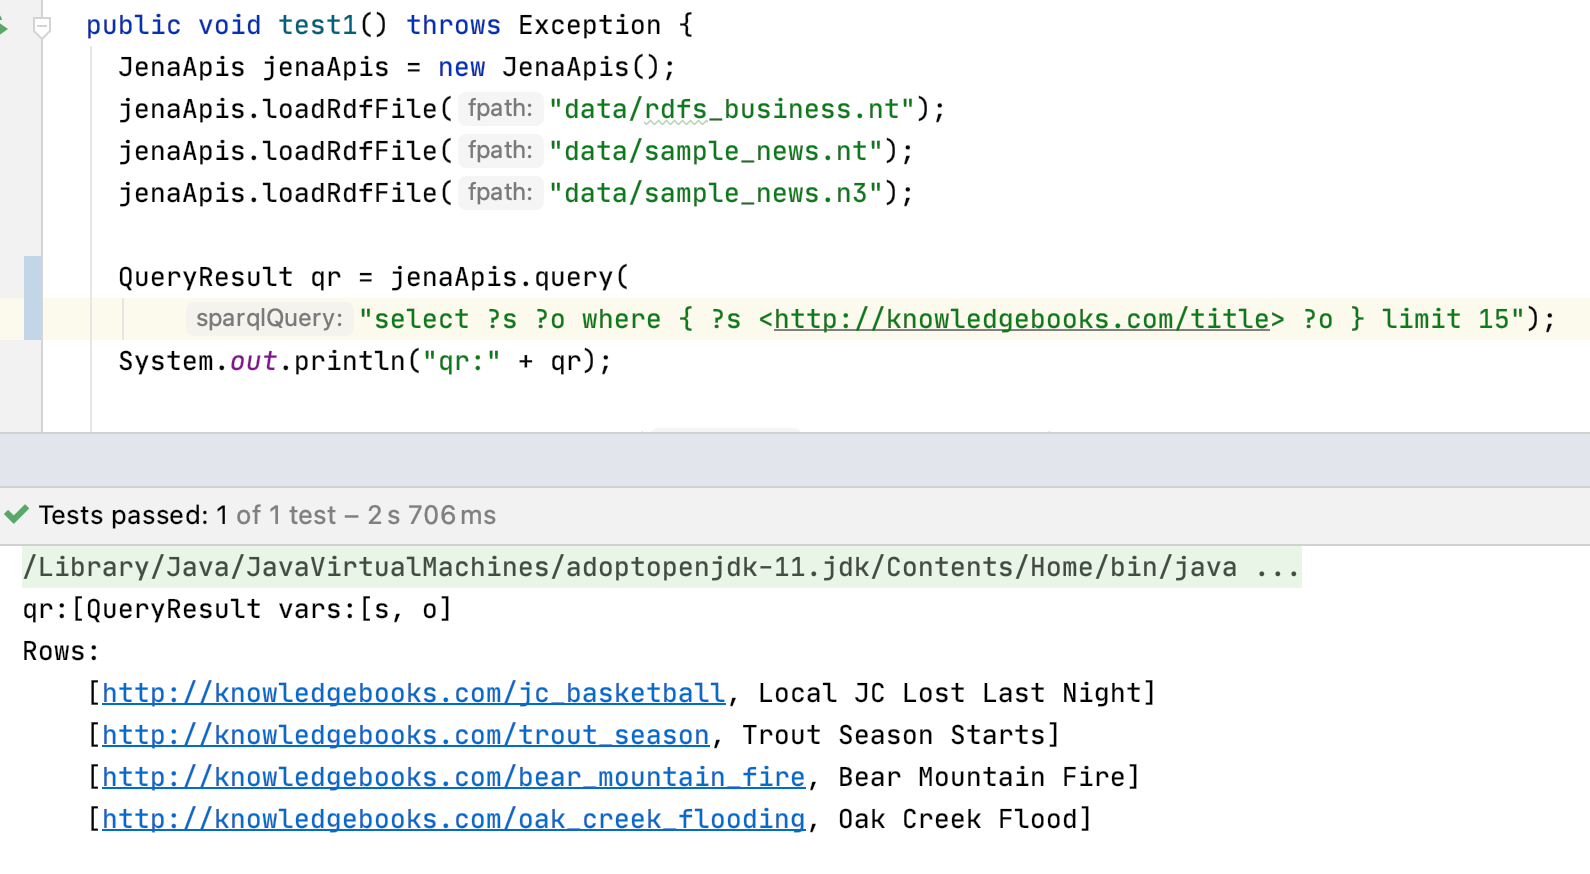 public void test1() throws Exception {
JenaApis jenaApis = new JenaApis();
jenaApis.loadRdfFile( fpath: "data/rdfs_business.nt");
jenaApis.loadRdfFile( fpath: "data/sample_news.nt");
jenaApis.loadRdfFile( fpath: "data/sample_news.n3");
QueryResult qr = jenaApis.query(
sparqlQuery: "select ?s ?o where { ?s <http://knowledgebooks.com/title> ?o } limit 15");
System.out.println("qr:" + qr);
Tests passed: 1 of 1 test – 2 s 706 ms
/Library/Java/JavaVirtualMachines/adoptopenjdk-11.jdk/Contents/Home/bin/java ...
qr:[QueryResult vars:[s, o]
Rows:
[http://knowledgebooks.com/jc_basketball, Local JC Lost Last Night]
[http://knowledgebooks.com/trout_season, Trout Season Starts]
[http://knowledgebooks.com/bear_mountain_fire, Bear Mountain Fire]
[http://knowledgebooks.com/oak_creek_flooding, Oak Creek Flood]